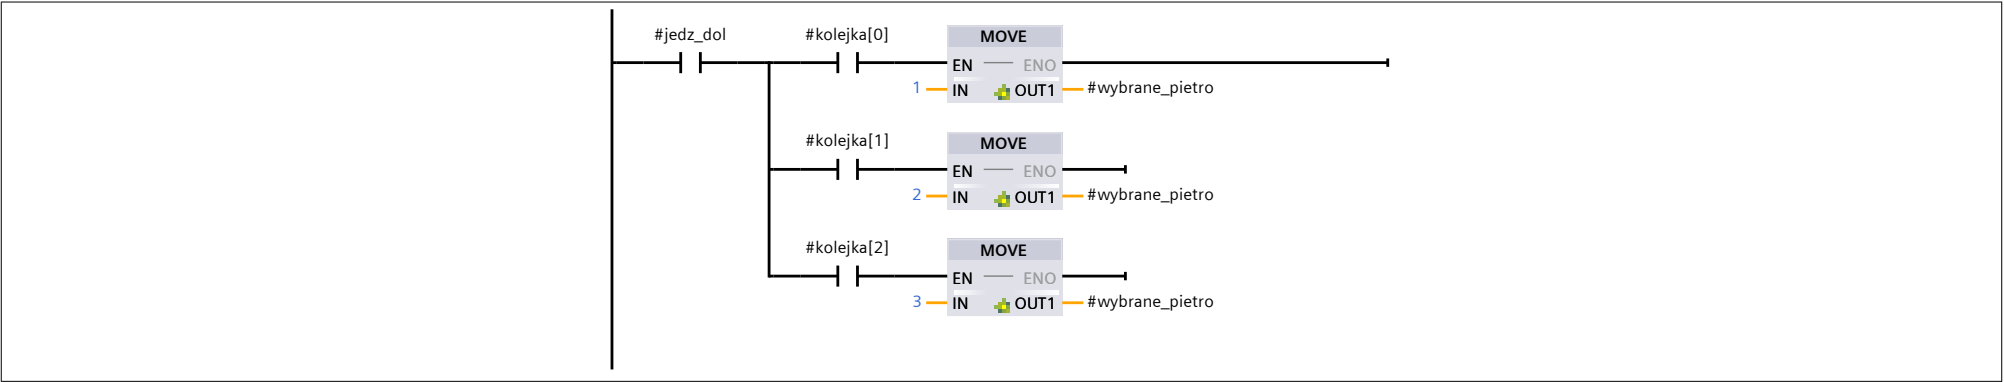 #jedz_dol #kolejka[0] MOVE
EN ENO
1 IN OUT1 #wybrane_pietro
#kolejka[1] MOVE
EN ENO
2 IN OUT1 #wybrane_pietro
#kolejka[2] MOVE
EN ENO
3 IN OUT1 #wybrane_pietro